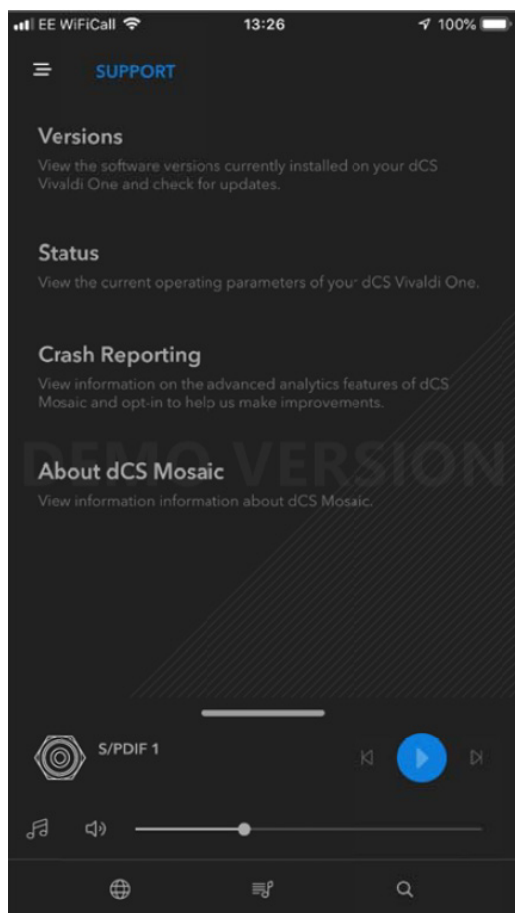 EE WiFiCall 13:26 100%
SUPPORT
Versions
View the software versions currently installed on your dCS
Vivaldi One and check for updates.
Status
View the current operating parameters of your dCS Vivaldi One.
Crash Reporting
View information on the advanced analytics features of dCS
Mosaic and opt-in to help us make improvements.
DEMO VERSION
About dCS Mosaic
View information information about dCS Mosaic.
S/PDIF 1